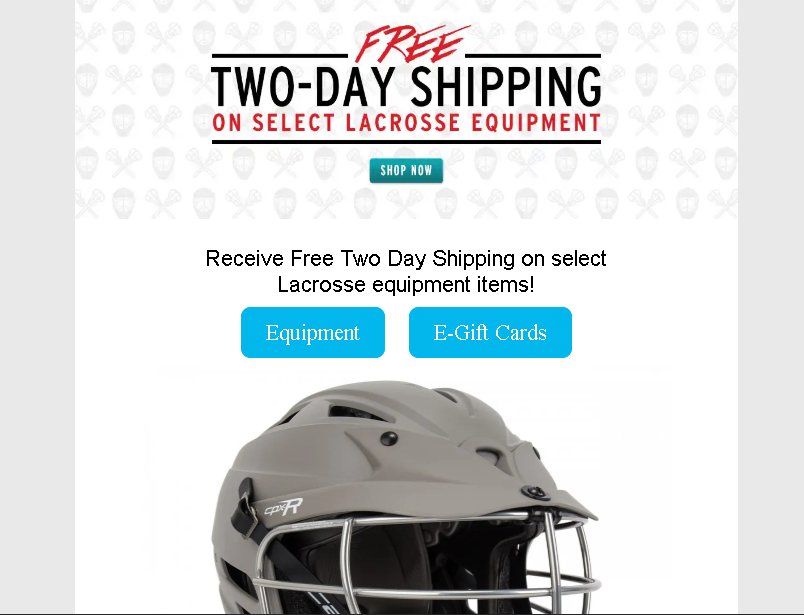 FREE
TWO-DAY SHIPPING
ON SELECT LACROSSE EQUIPMENT
SHOP NOW
Receive Free Two Day Shipping on select
Lacrosse equipment items!
Equipment
E-Gift Cards
cpxR